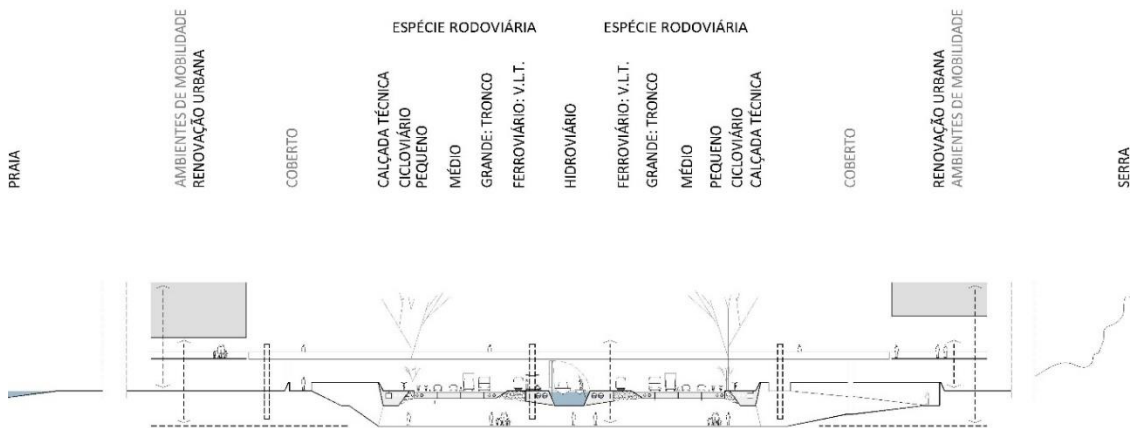 ESPÉCIE RODOVIÁRIA
ESPÉCIE RODOVIÁRIA
PRAIA
AMBIENTES DE MOBILIDADE
RENOVAÇÃO URBANA
COBERTO
CALÇADA TÉCNICA
CICLOVIÁRIO
PEQUENO
MÉDIO
GRANDE: TRONCO
FERROVIÁRIO: V.L.T.
HIDROVIÁRIO
FERROVIÁRIO: V.L.T.
GRANDE: TRONCO
MÉDIO
PEQUENO
CICLOVIÁRIO
CALÇADA TÉCNICA
COBERTO
RENOVAÇÃO URBANA
AMBIENTES DE MOBILIDADE
SERRA